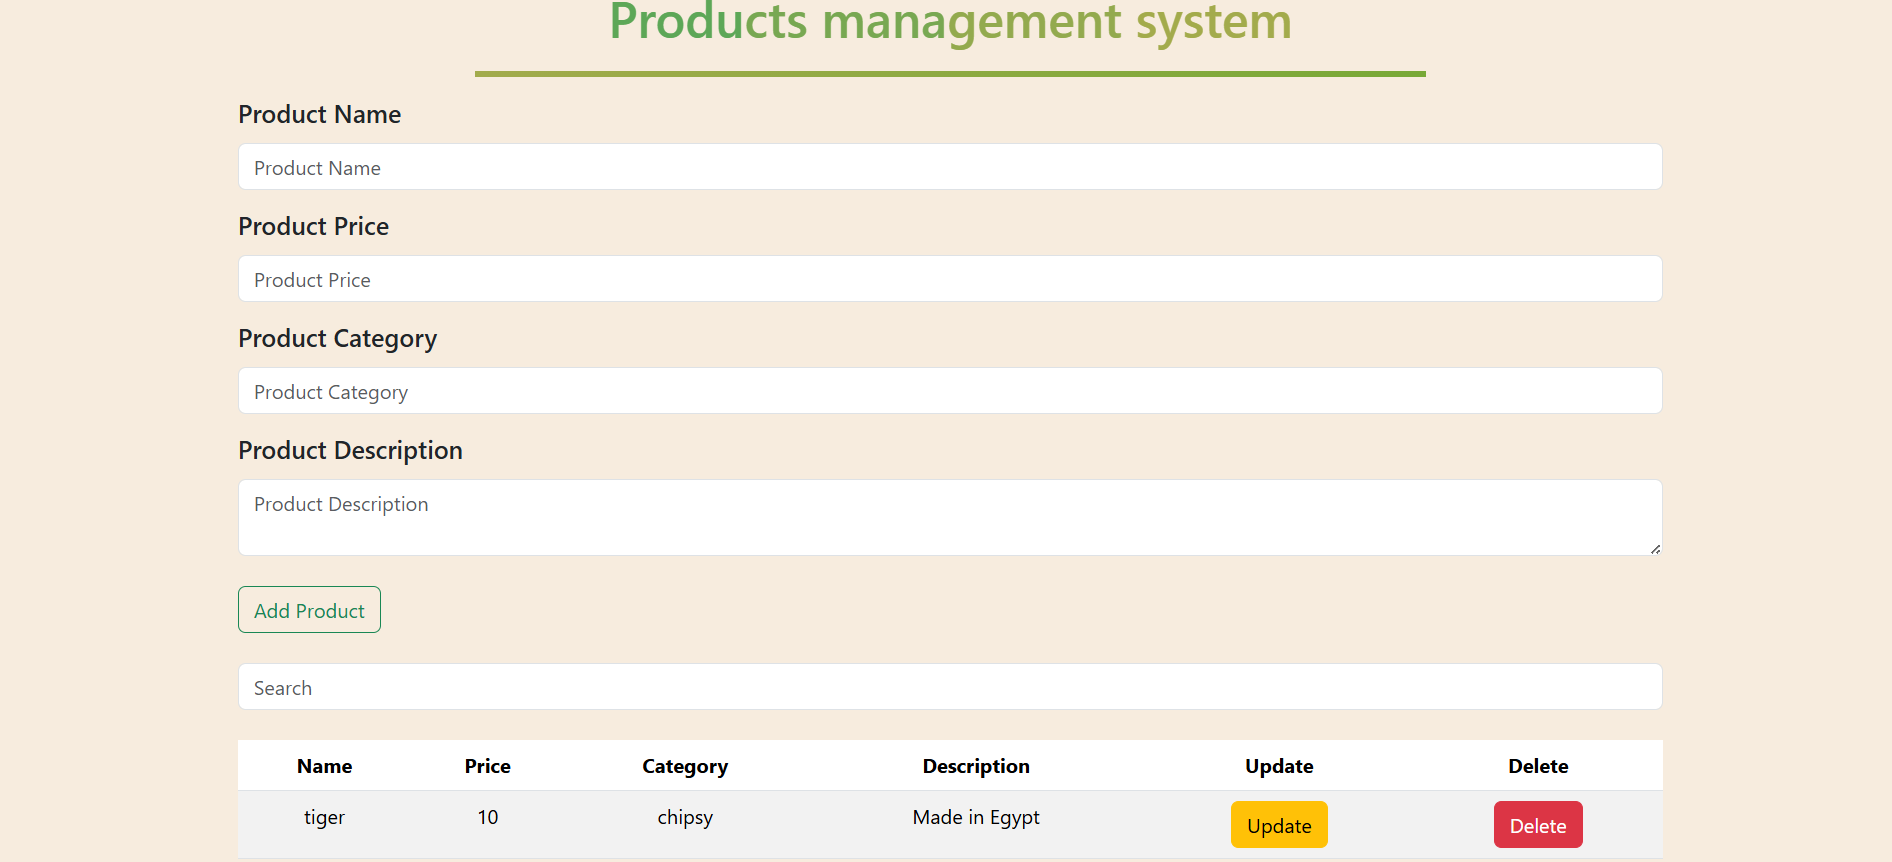 Products management system
Product Name
Product Name
Product Price
Product Price
Product Category
Product Category
Product Description
Product Description
Add Product
Search
Name Price Category Description Update Delete
tiger 10 chipsy Made in Egypt Update Delete